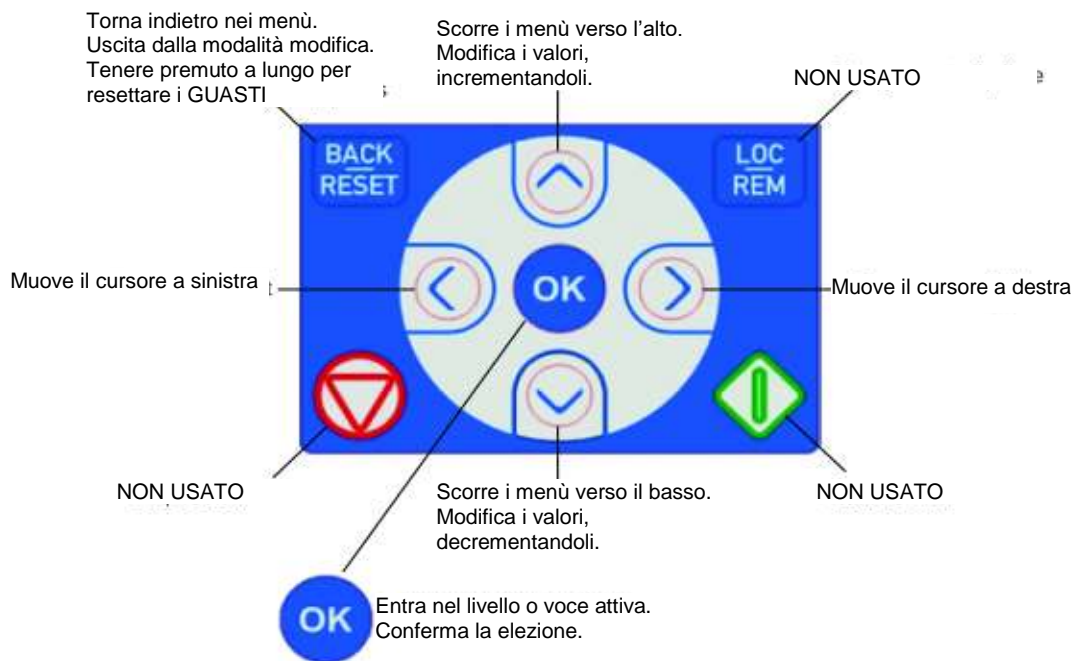 Torna indietro nei menù.
Uscita dalla modalità modifica.
Tenere premuto a lungo per
resettare i GUASTI
Scorre i menù verso l'alto.
Modifica i valori,
incrementandoli.
NON USATO
BACK
RESET
LOC
REM
Muove il cursore a sinistra
OK
Muove il cursore a destra
NON USATO
Scorre i menù verso il basso.
Modifica i valori,
decrementandoli.
NON USATO
OK
Entra nel livello o voce attiva.
Conferma la elezione.